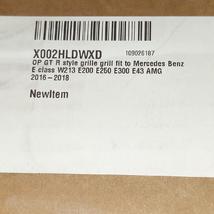 X002HLDWXD 109026187
OP GT R style grille grill fit to Mercedes Benz
E class W213 E200 E250 E300 E43 AMG
2016-2018
NewItem